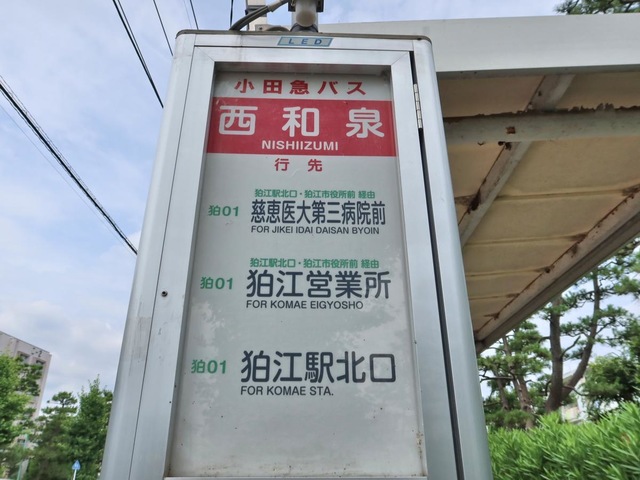 LED
小田急バス
西和泉
NISHIIZUMI
行先
狛江駅北口・狛江市役所前 経由
狛01 慈恵医大第三病院前
FOR JIKEI IDAI DAISAN BYOIN
狛江駅北口・狛江市役所前 経由
狛01 狛江営業所
FOR KOMAE EIGYOSHO
狛01 狛江駅北口
FOR KOMAE STA.